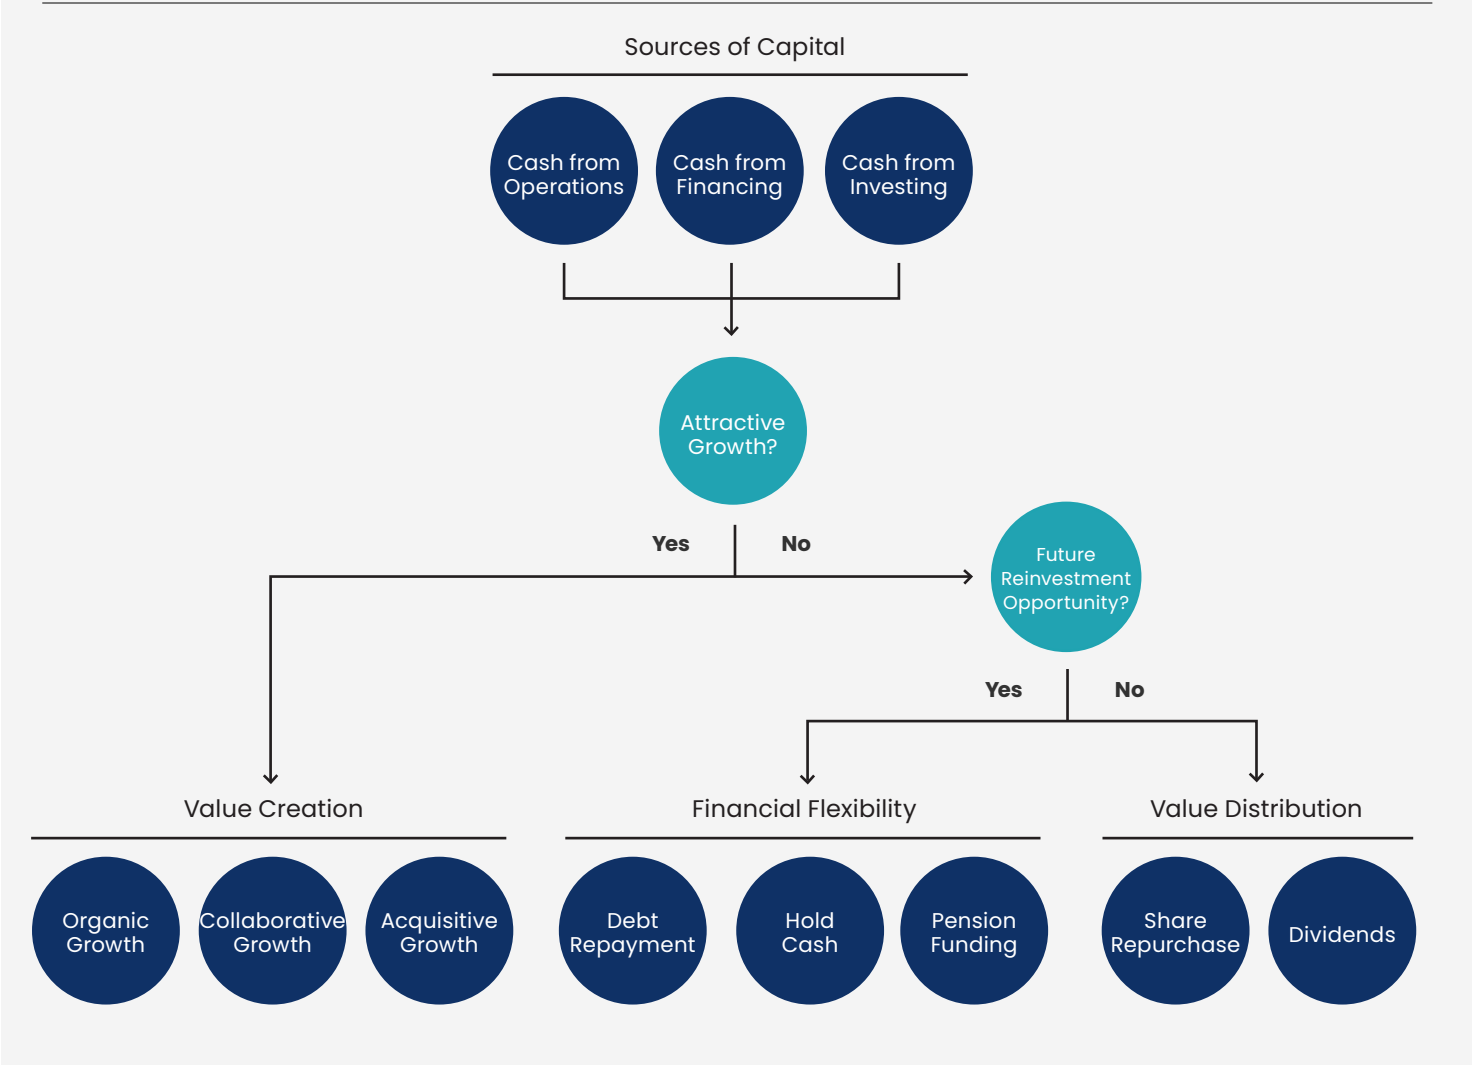 Sources of Capital
Cash from
Operations
Cash from
Financing
Cash from
Investing
Attractive
Growth?
Yes
No
Future
Reinvestment
Opportunity?
Yes
No
Value Creation
Organic
Growth
Collaborative
Growth
Acquisitive
Growth
Financial Flexibility
Debt
Repayment
Hold
Cash
Pension
Funding
Value Distribution
Share
Repurchase
Dividends